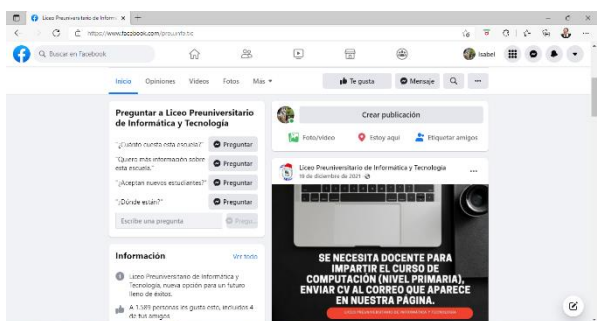 Liceo Preuniversitario de Inform
https://www.facebook.com/preu.info.tic
Buscar en Facebook
Isabel
Inicio Opiniones Videos Fotos Más
Te gusta
Mensaje
Preguntar a Liceo Preuniversitario
de Informática y Tecnología
"¿Cuánto cuesta esta escuela?" Preguntar
"Quiero más información sobre
esta escuela." Preguntar
"¿Aceptan nuevos estudiantes?" Preguntar
"¿Dónde están?" Preguntar
Escribe una pregunta
Información
Ver todo
Liceo Preuniversitario de Informática y
Tecnología, nueva opción para un futuro
lleno de éxitos.
A 1.589 personas les gusta esto, incluidos 4
de tus amigos
Crear publicación
Foto/video
Estoy aquí
Etiquetar amigos
Liceo Preuniversitario de Informática y Tecnología
de diciembre de 2021
SE NECESITA DOCENTE PARA
IMPARTIR EL CURSO DE
COMPUTACIÓN (NIVEL PRIMARIA),
ENVIAR CV AL CORREO QUE APARECE
EN NUESTRA PÁGINA.
LICEO PREUNIVERSITARIO DE INFORMÁTICA Y TECNOLOGÍA